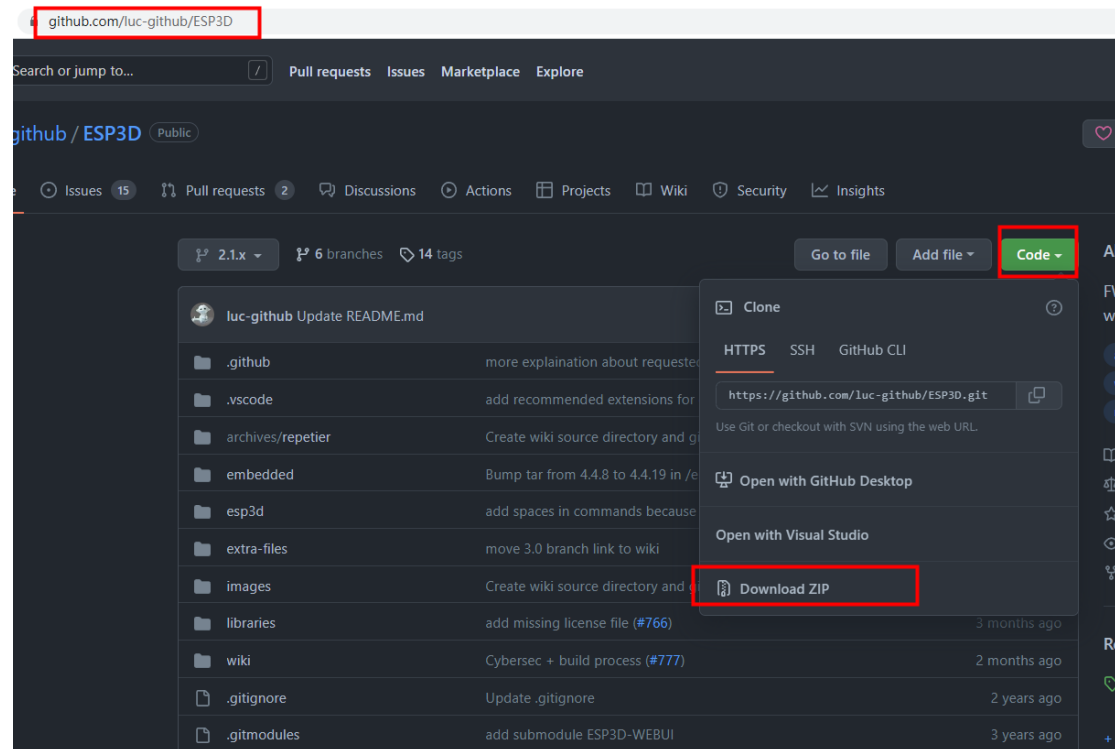 github.com/luc-github/ESP3D
Search or jump to... /
Pull requests Issues Marketplace Explore
github / ESP3D Public
Issues 15 Pull requests 2 Discussions Actions Projects Wiki Security Insights
2.1.x 6 branches 14 tags Go to file Add file Code
luc-github Update README.md
.github more explaination about requested
.vscode add recommended extensions for
archives/repetier Create wiki source directory and
embedded Bump tar from 4.4.8 to 4.4.19 in
esp3d add spaces in commands because
extra-files move 3.0 branch link to wiki
images Create wiki source directory and
libraries add missing license file (#766) 3 months ago
wiki Cybersec + build process (#777) 2 months ago
.gitignore Update .gitignore 2 years ago
.gitmodules add submodule ESP3D-WEBUI 3 years ago
Clone
HTTPS SSH GitHub CLI
https://github.com/luc-github/ESP3D.git
Use Git or checkout with SVN using the web URL.
Open with GitHub Desktop
Open with Visual Studio
Download ZIP